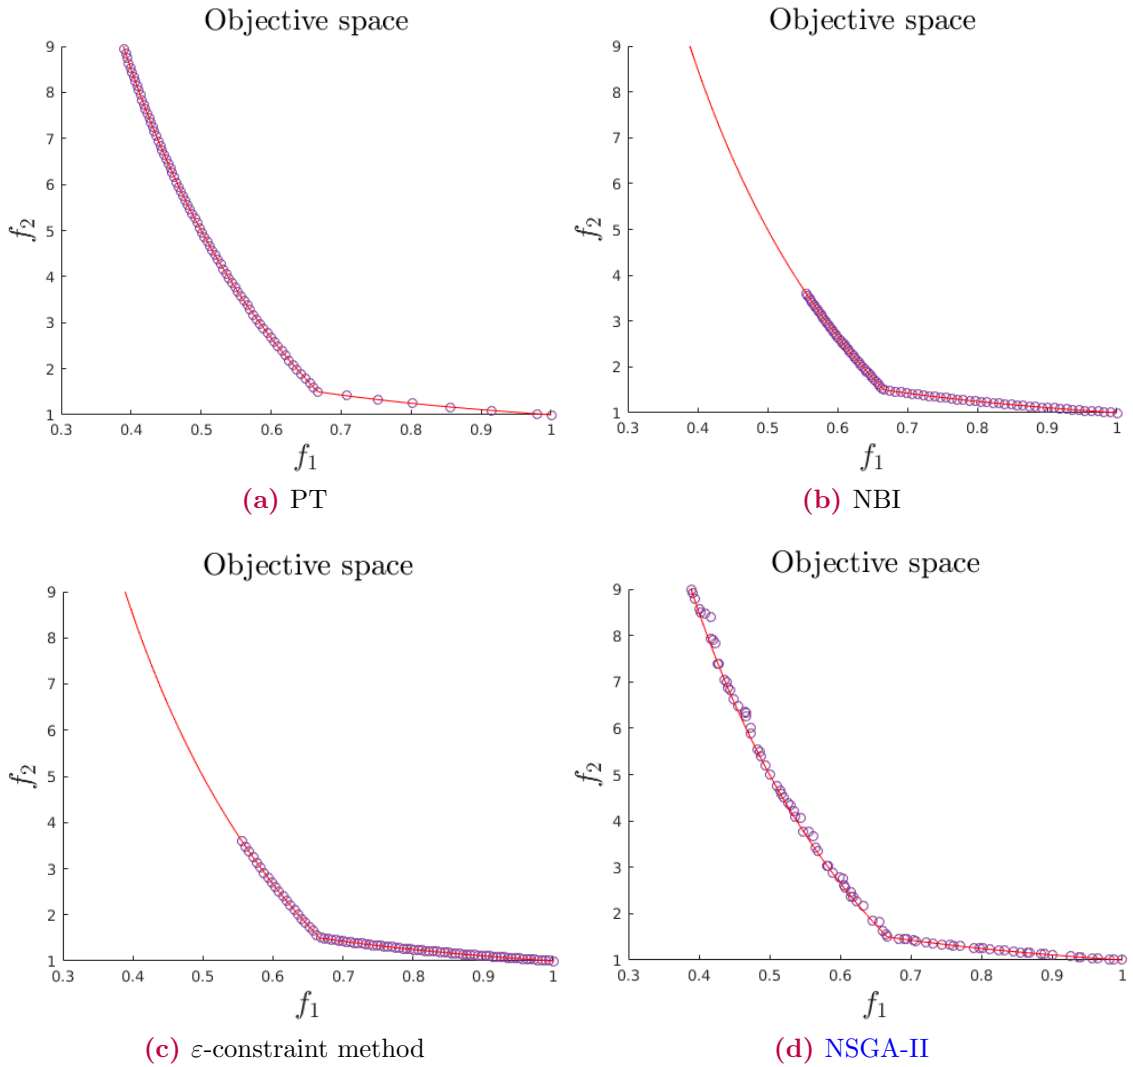 Objective space
9
8
7
6
5
4
3
2
1
0.3 0.4 0.5 0.6 0.7 0.8 0.9 1
f₂
f₁
(a) PT
Objective space
9
8
7
6
5
4
3
2
1
0.3 0.4 0.5 0.6 0.7 0.8 0.9 1
f₂
f₁
(b) NBI
Objective space
9
8
7
6
5
4
3
2
1
0.3 0.4 0.5 0.6 0.7 0.8 0.9 1
f₂
f₁
(c) ε-constraint method
Objective space
9
8
7
6
5
4
3
2
1
0.3 0.4 0.5 0.6 0.7 0.8 0.9 1
f₂
f₁
(d) NSGA-II